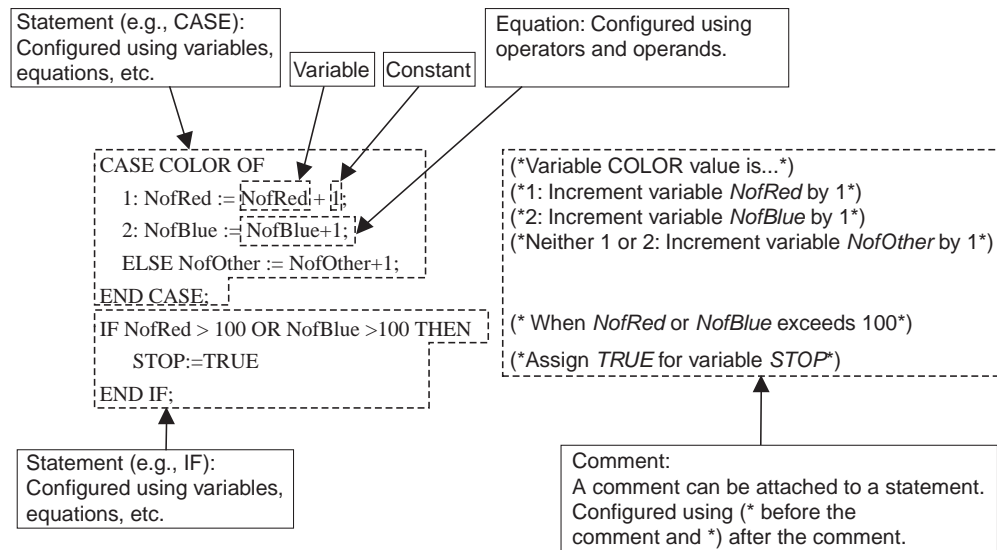 Statement (e.g., CASE):
Configured using variables,
equations, etc.
Variable
Constant
Equation: Configured using
operators and operands.
CASE COLOR OF
1: NofRed := NofRed + 1;
2: NofBlue := NofBlue+1;
ELSE NofOther := NofOther+1;
END CASE;
IF NofRed > 100 OR NofBlue >100 THEN
STOP:=TRUE
END IF;
(*Variable COLOR value is...*)
(*1: Increment variable NofRed by 1*)
(*2: Increment variable NofBlue by 1*)
(*Neither 1 or 2: Increment variable NofOther by 1*)
(* When NofRed or NofBlue exceeds 100*)
(*Assign TRUE for variable STOP*)
Statement (e.g., IF):
Configured using variables,
equations, etc.
Comment:
A comment can be attached to a statement.
Configured using (* before the
comment and *) after the comment.